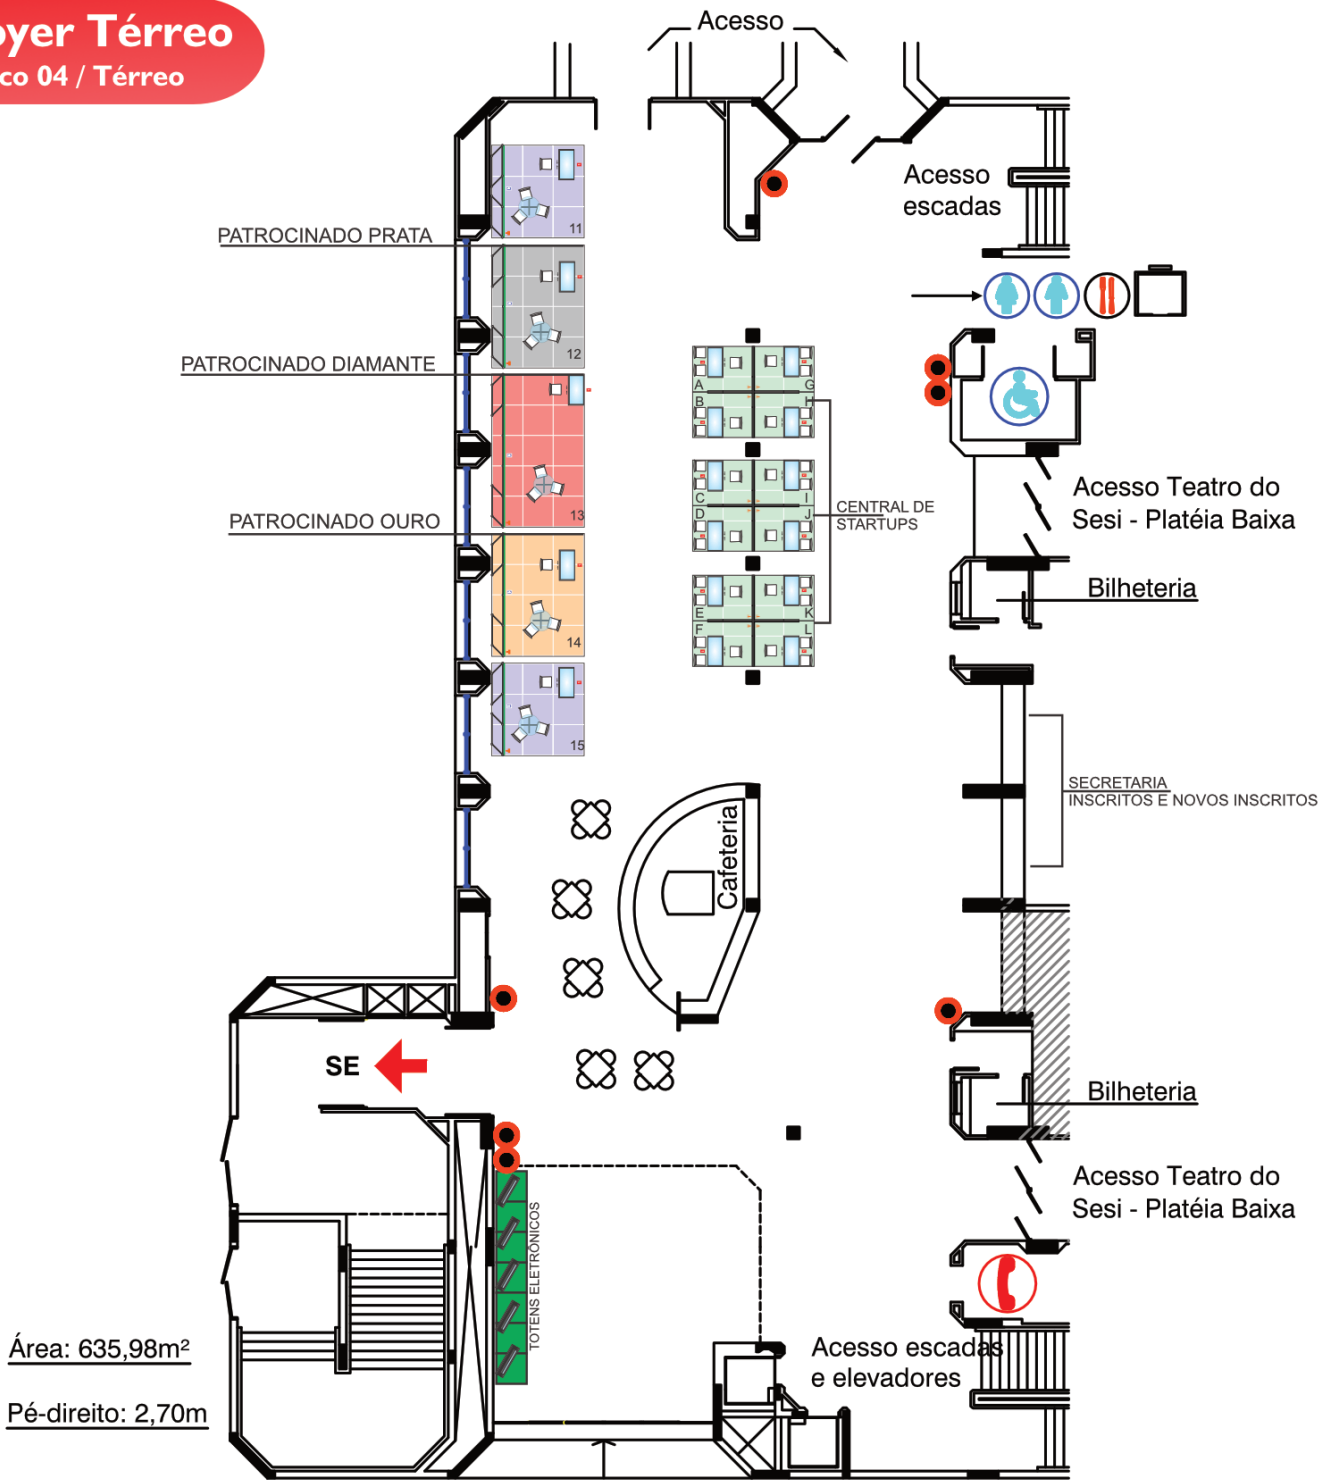 oyer Térreo
co 04 / Térreo
Acesso
Acesso
escadas
11
PATROCINADO PRATA
12
PATROCINADO DIAMANTE
13
PATROCINADO OURO
14
15
A
G
B
H
C
I
D
J
E
K
F
L
CENTRAL DE
STARTUPS
Acesso Teatro do
Sesi - Platéia Baixa
Bilheteria
SECRETARIA
INSCRITOS E NOVOS INSCRITOS
Cafeteria
SE
Bilheteria
Acesso Teatro do
Sesi - Platéia Baixa
TOTENS ELETRÔNICOS
Acesso escadas
e elevadores
Área: 635,98m²
Pé-direito: 2,70m